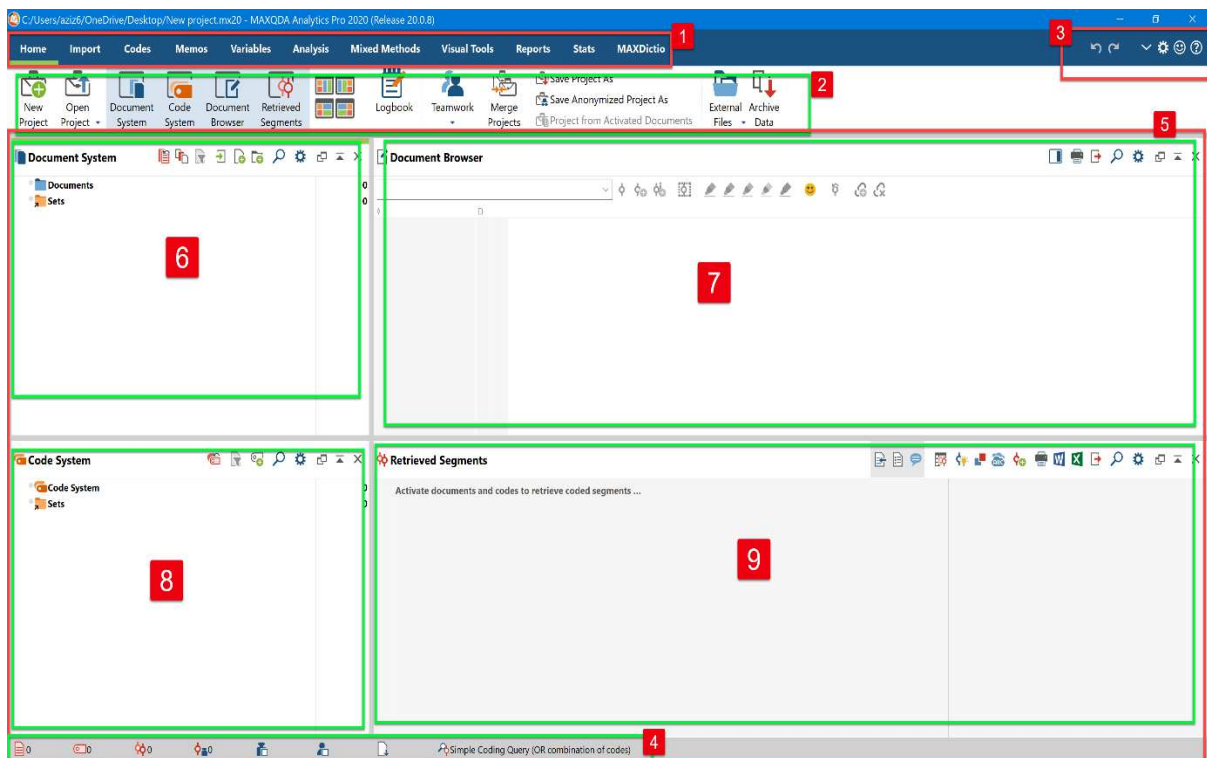 C:/Users/aziz6/OneDrive/Desktop/New project.mx20 - MAXQDA Analytics Pro 2020 (Release 20.0.8)
Home Import Codes Memos Variables Analysis Mixed Methods Visual Tools Reports Stats MAXDictio 1 3
New Project Open Project Document System Code System Document Browser Retrieved Segments Logbook Teamwork Merge Projects Save Project As External Files Archive Data 2
Save Anonymized Project As
Project from Activated Documents
5
Document System Document Browser
Documents 0
Sets 0
6 7
Code System Retrieved Segments
Code System 0 Activate documents and codes to retrieve coded segments ...
Sets 0
8 9
0 0 0 0 Simple Coding Query (OR combination of codes) 4